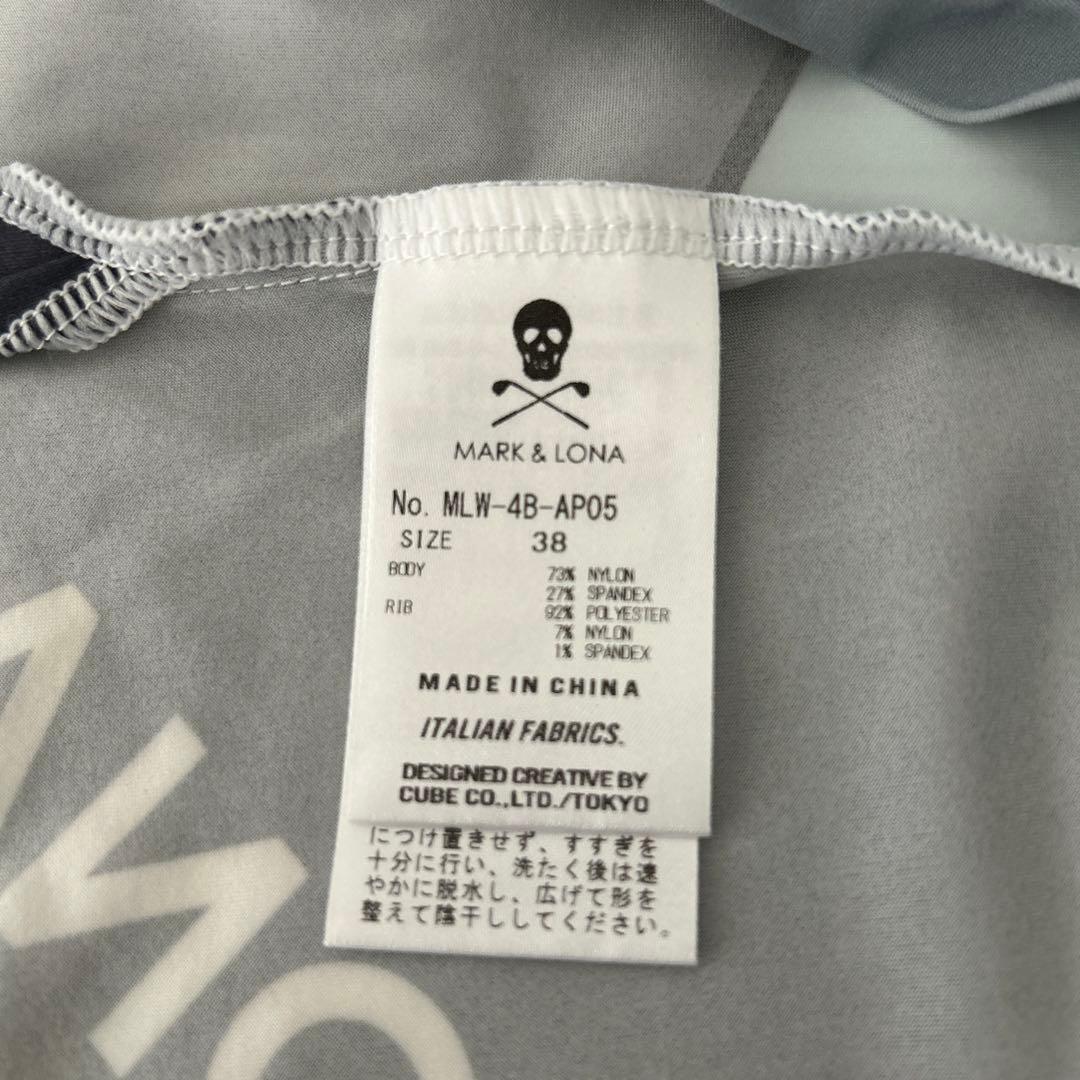 MARK & LONA
No. MLW-4B-AP05
SIZE 38
BODY 73% NYLON
27% SPANDEX
RIB 92% POLYESTER
7% NYLON
1% SPANDEX
MADE IN CHINA
ITALIAN FABRICS.
DESIGNED CREATIVE BY
CUBE CO.,LTD./TOKYO
につけ置きせず、すすぎを
十分に行い、洗たく後は速
やかに脱水し、広げて形を
整えて陰干ししてください。